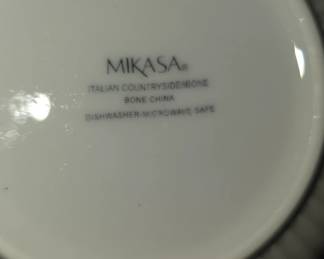 MIKASA®
ITALIAN COUNTRYSIDE®BONE
BONE CHINA
DISHWASHER-MICROWAVE SAFE